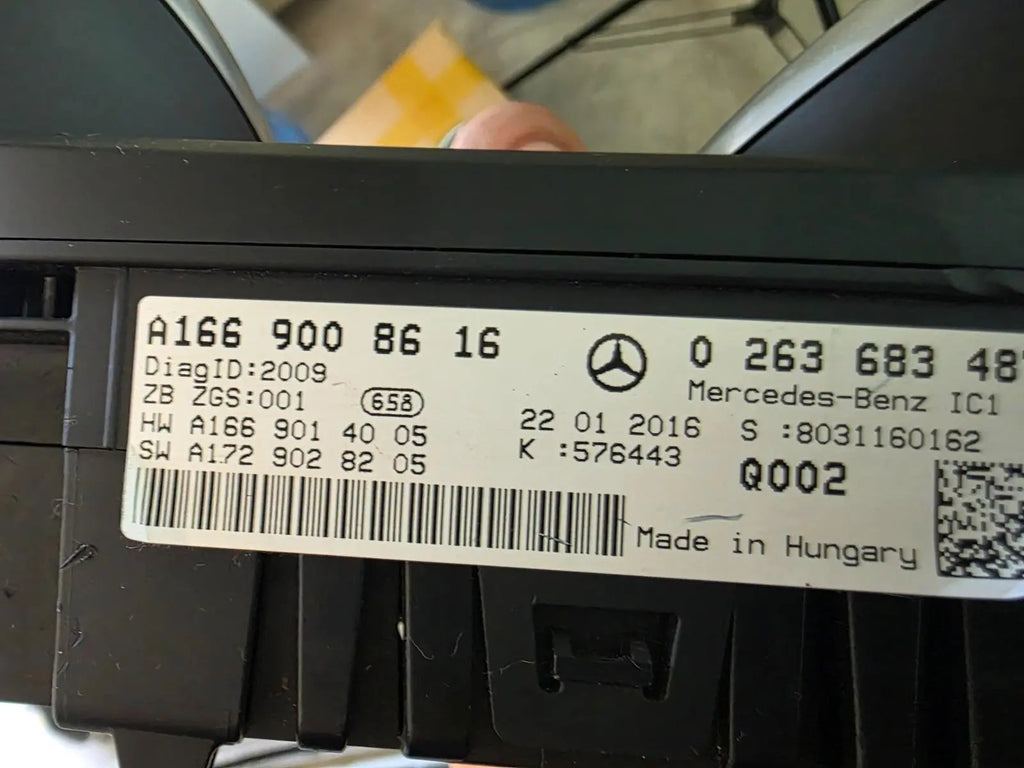 A166 900 86 16
DiagID:2009
ZB ZGS:001 658
HW A166 901 40 05
SW A172 902 82 05
0 263 683 48
Mercedes-Benz IC1
22 01 2016 S :8031160162
K :576443 Q002
Made in Hungary